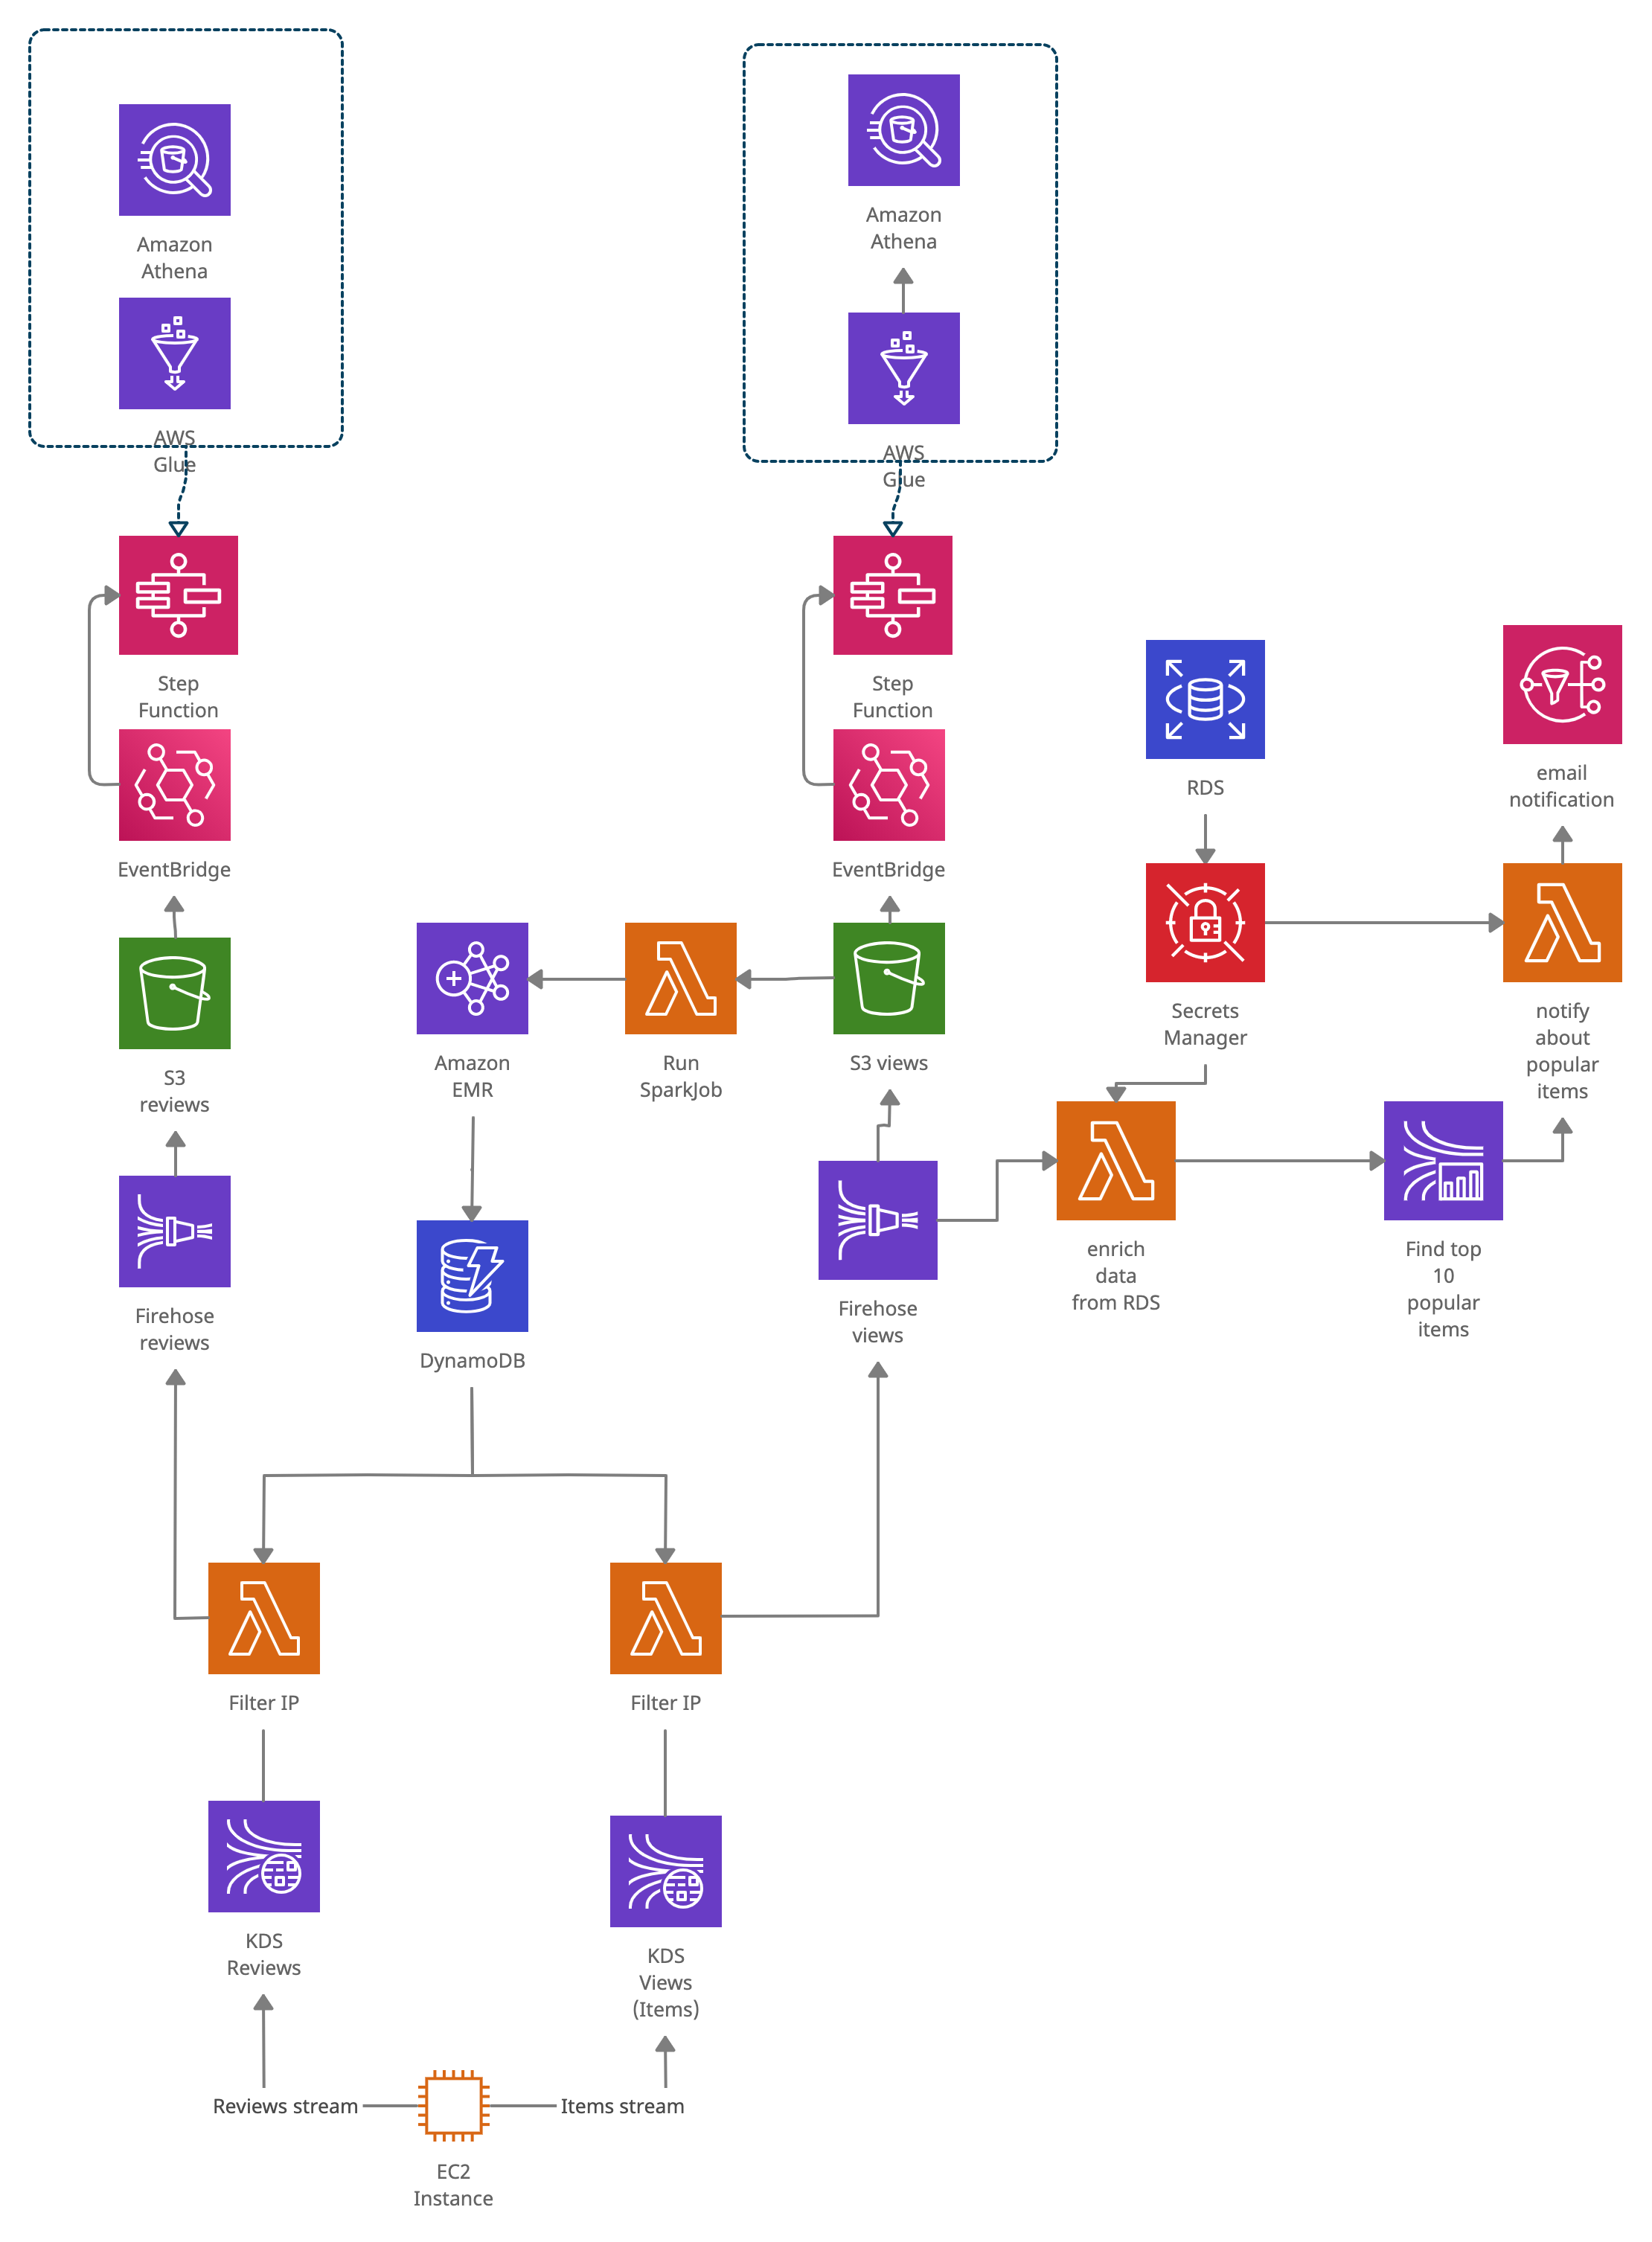 Amazon
Athena
AWS
Glue
Amazon
Athena
AWS
Glue
Step
Function
Step
Function
EventBridge
EventBridge
RDS
email
notification
S3
reviews
Amazon
EMR
Run
SparkJob
S3 views
Secrets
Manager
notify
about
popular
items
Firehose
reviews
DynamoDB
Firehose
views
enrich
data
from RDS
Find top
10
popular
items
Filter IP
Filter IP
KDS
Reviews
KDS
Views
(Items)
Reviews stream
Items stream
EC2
Instance